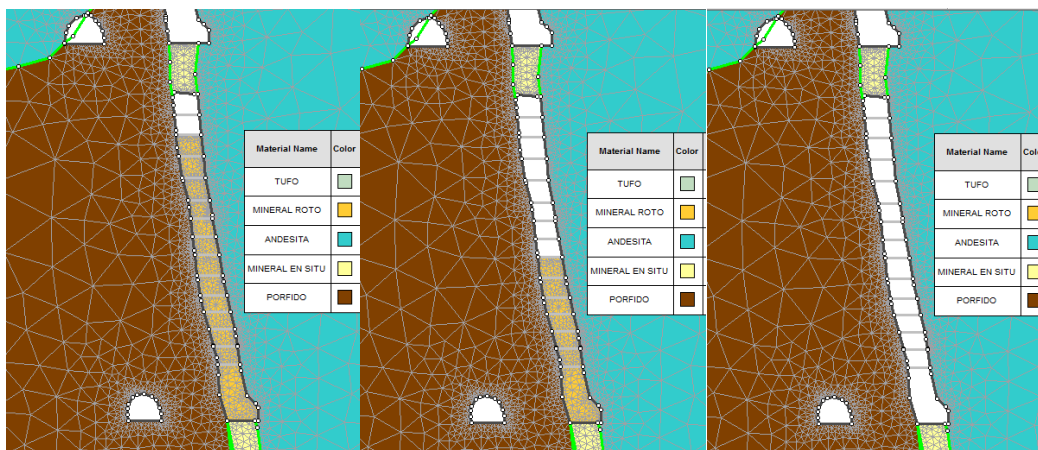 Material Name Color
TUFO
MINERAL ROTO
ANDESITA
MINERAL EN SITU
PORFIDO
Material Name Color
TUFO
MINERAL ROTO
ANDESITA
MINERAL EN SITU
PORFIDO
Material Name Colo
TUFO
MINERAL ROTO
ANDESITA
MINERAL EN SITU
PORFIDO